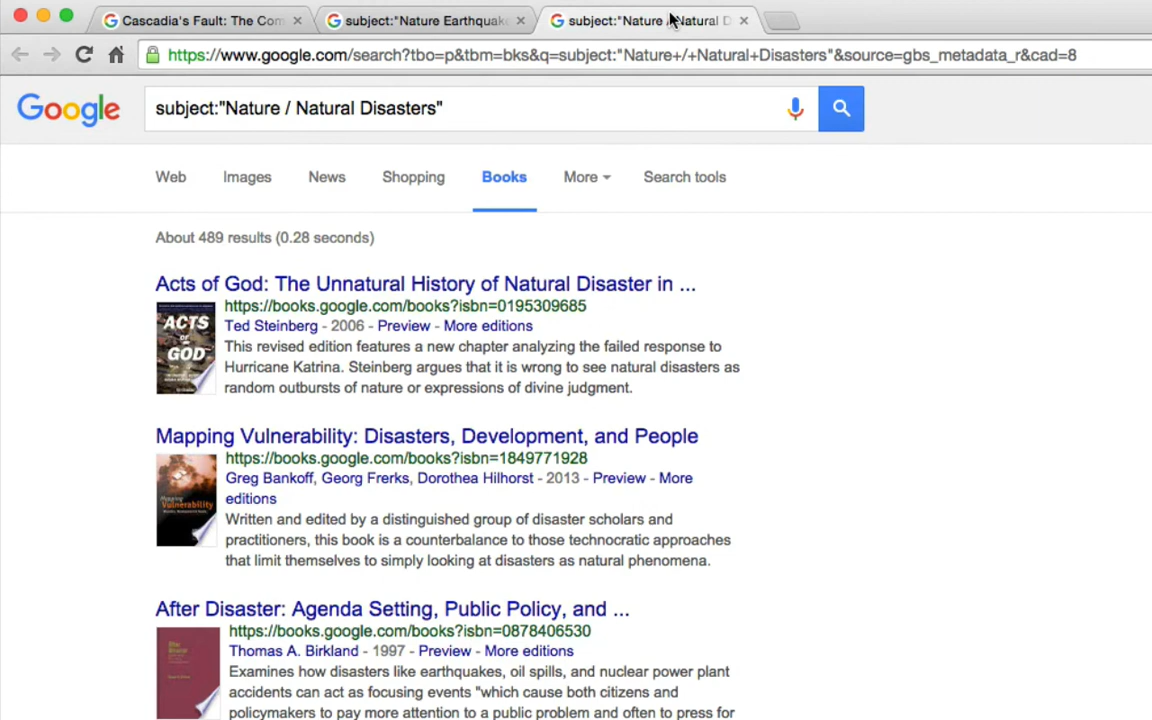 Cascadia's Fault: The Com
subject:"Nature Earthquake
subject:"Nature / Natural D
https://www.google.com/search?tbo=p&tbm=bks&q=subject:"Nature+/+Natural+Disasters"&source=gbs_metadata_r&cad=8
Google
subject:"Nature / Natural Disasters"
Web Images News Shopping Books More Search tools
About 489 results (0.28 seconds)
Acts of God: The Unnatural History of Natural Disaster in ...
https://books.google.com/books?isbn=0195309685
Ted Steinberg - 2006 - Preview - More editions
This revised edition features a new chapter analyzing the failed response to
Hurricane Katrina. Steinberg argues that it is wrong to see natural disasters as
random outbursts of nature or expressions of divine judgment.
ACTS
of
GOD
Mapping Vulnerability: Disasters, Development, and People
https://books.google.com/books?isbn=1849771928
Greg Bankoff, Georg Frerks, Dorothea Hilhorst - 2013 - Preview - More
editions
Written and edited by a distinguished group of disaster scholars and
practitioners, this book is a counterbalance to those technocratic approaches
that limit themselves to simply looking at disasters as natural phenomena.
Mapping
Vulnerability
After Disaster: Agenda Setting, Public Policy, and ...
https://books.google.com/books?isbn=0878406530
Thomas A. Birkland - 1997 - Preview - More editions
Examines how disasters like earthquakes, oil spills, and nuclear power plant
accidents can act as focusing events "which cause both citizens and
policymakers to pay more attention to a public problem and often to press for